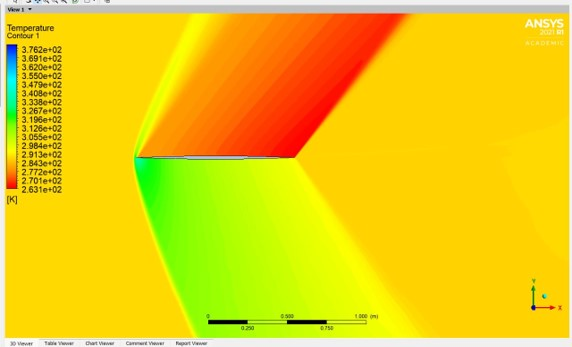 View 1
Temperature
Contour 1
3.762e+02
3.691e+02
3.620e+02
3.550e+02
3.479e+02
3.408e+02
3.338e+02
3.267e+02
3.196e+02
3.126e+02
3.055e+02
2.984e+02
2.913e+02
2.843e+02
2.772e+02
2.701e+02
2.631e+02
[K]
ANSYS
2021 R1
ACADEMIC
Y
X
0 0.500 1.000 (m)
0.250 0.750
3D Viewer Table Viewer Chart Viewer Comment Viewer Report Viewer